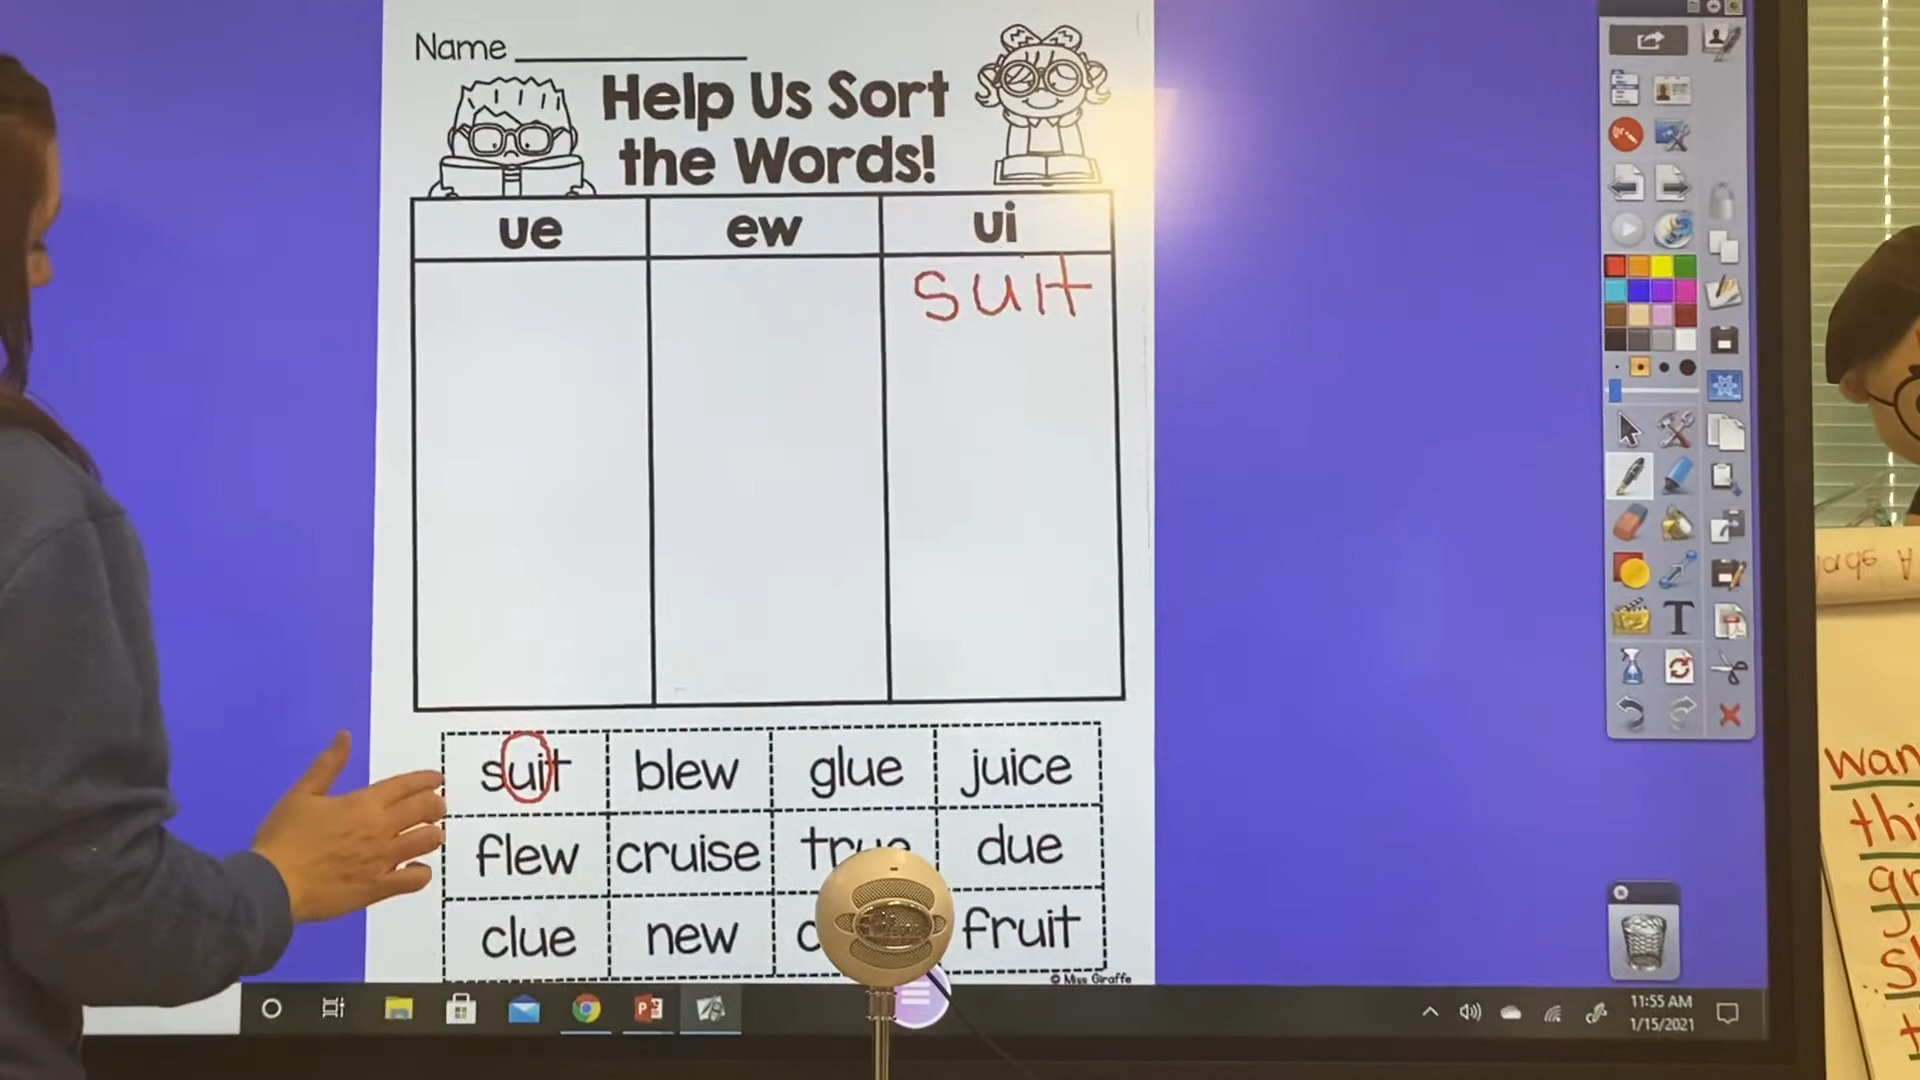 Name
Help Us Sort
the Words!
ue ew ui
suit
suit blew glue juice
flew cruise true due
clue new fruit
© Miss Giraffe
T
11:55 AM
1/15/2021